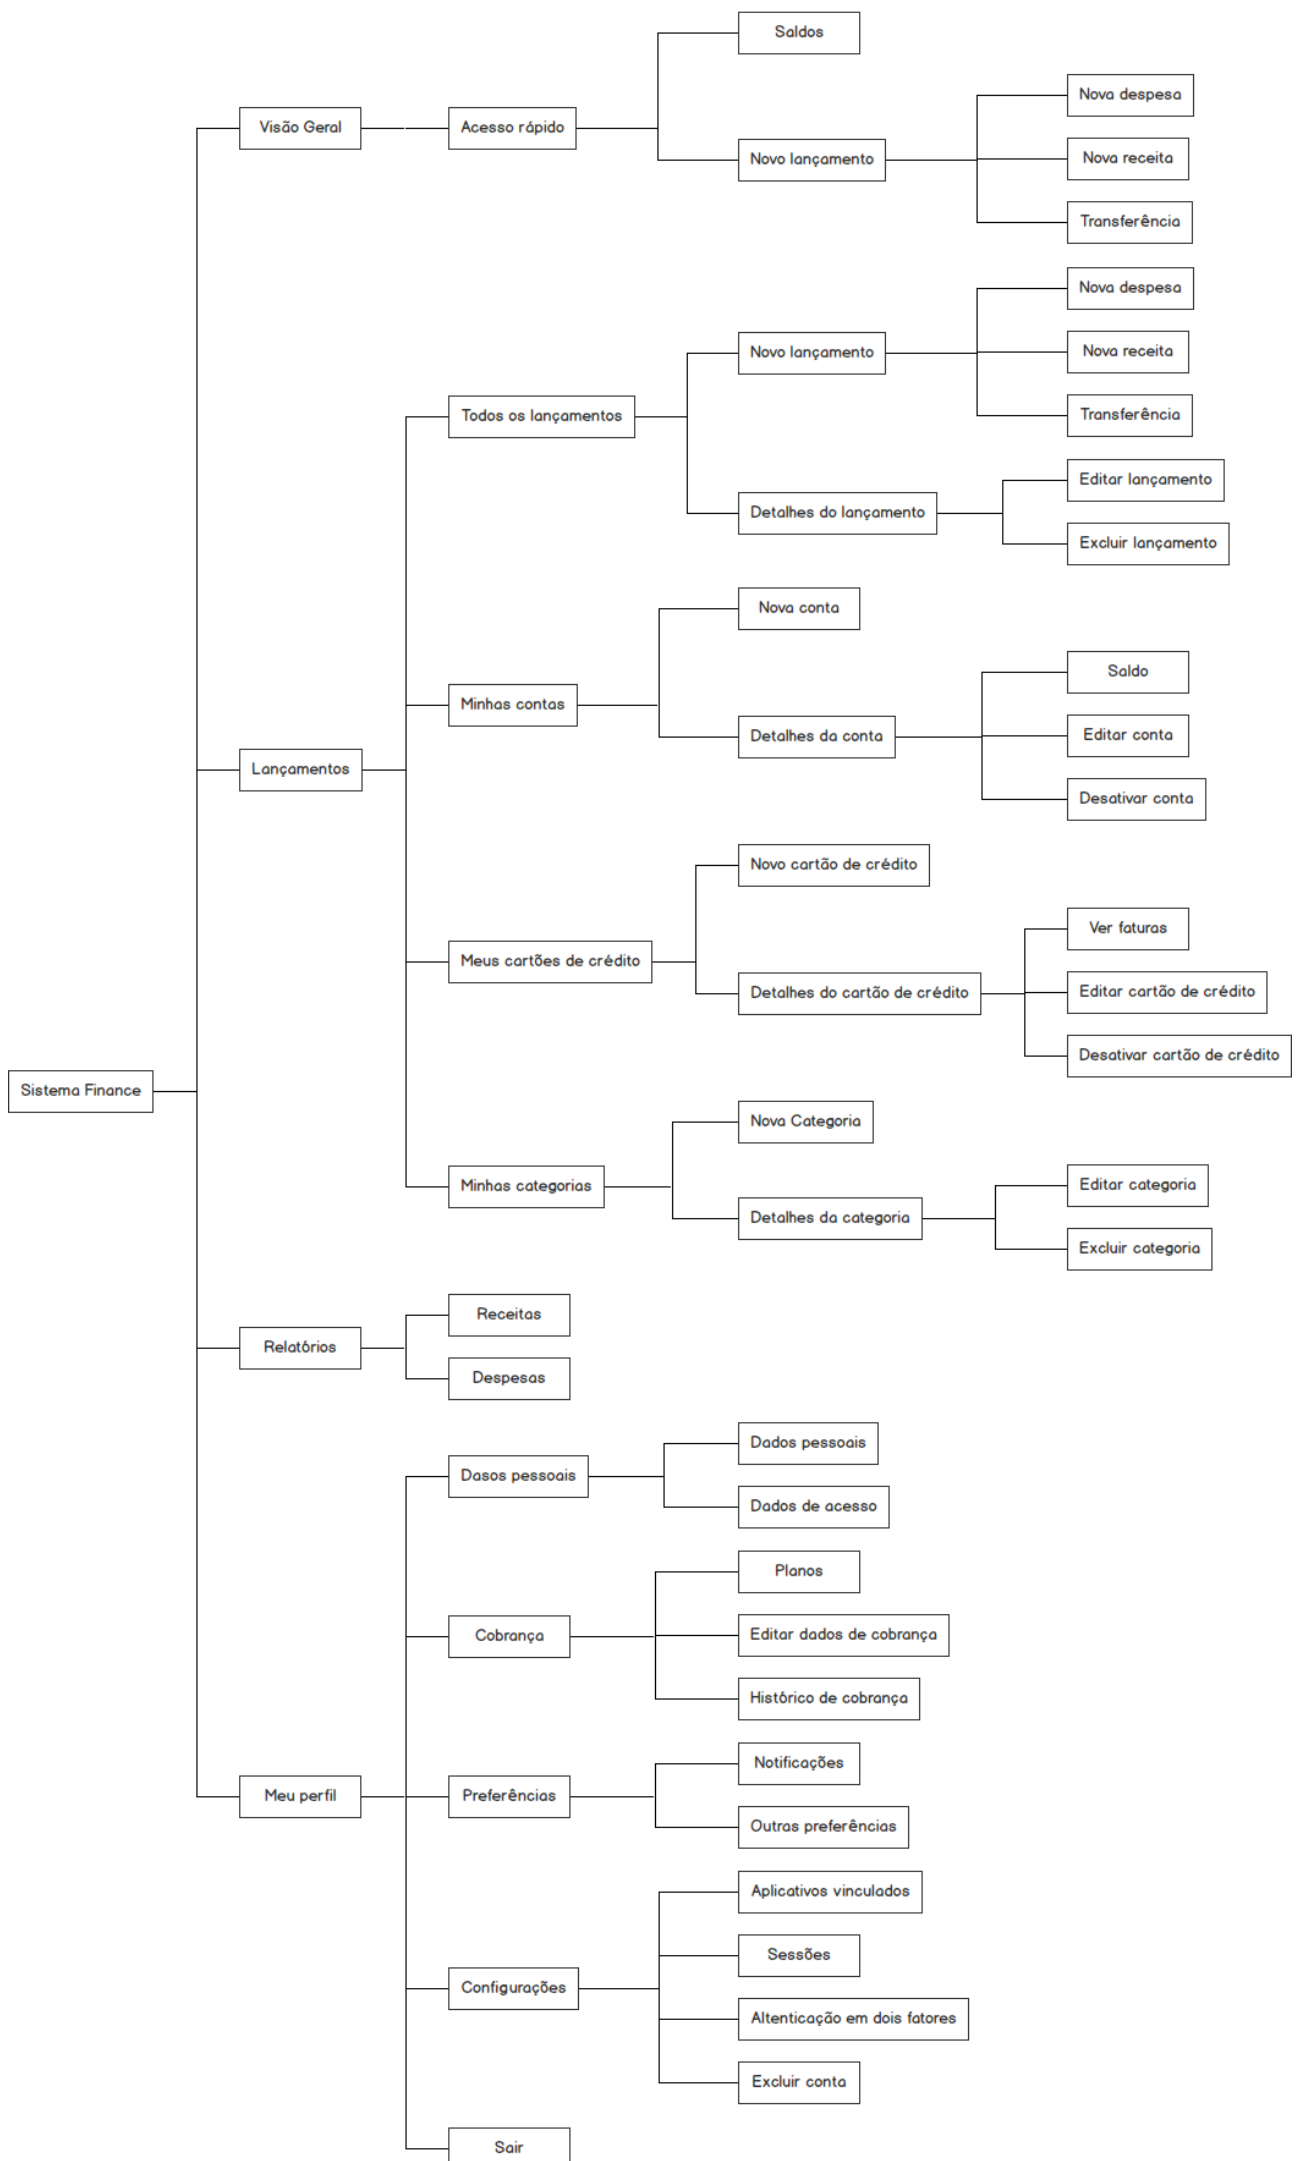 Saldos
Nova despesa
Visão Geral
Acesso rápido
Novo lançamento
Nova receita
Transferência
Nova despesa
Novo lançamento
Nova receita
Todos os lançamentos
Transferência
Editar lançamento
Detalhes do lançamento
Excluir lançamento
Nova conta
Saldo
Minhas contas
Detalhes da conta
Editar conta
Lançamentos
Desativar conta
Novo cartão de crédito
Ver faturas
Meus cartões de crédito
Detalhes do cartão de crédito
Editar cartão de crédito
Desativar cartão de crédito
Sistema Finance
Nova Categoria
Minhas categorias
Editar categoria
Detalhes da categoria
Excluir categoria
Receitas
Relatórios
Despesas
Dados pessoais
Dasos pessoais
Dados de acesso
Planos
Cobrança
Editar dados de cobrança
Histórico de cobrança
Notificações
Meu perfil
Preferências
Outras preferências
Aplicativos vinculados
Sessões
Configurações
Altenticação em dois fatores
Excluir conta
Sair